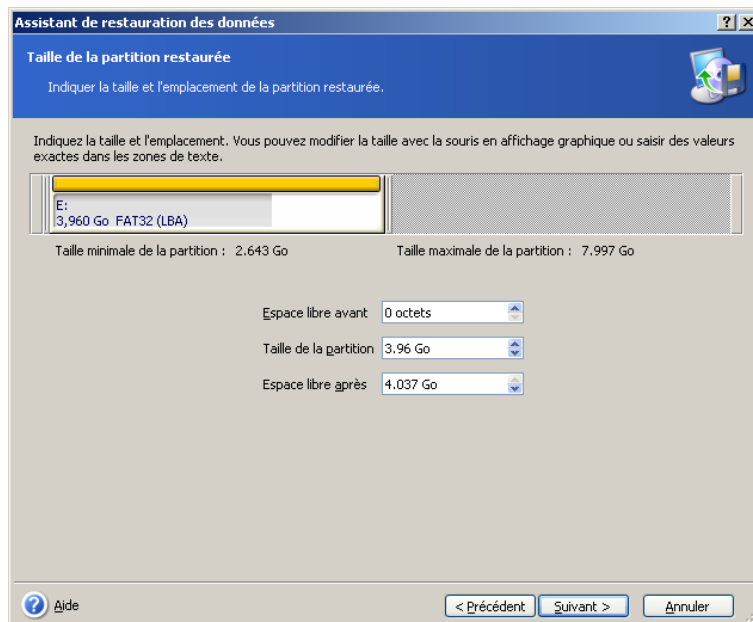 Assistant de restauration des données
Taille de la partition restaurée
Indiquer la taille et l'emplacement de la partition restaurée.
Indiquez la taille et l'emplacement. Vous pouvez modifier la taille avec la souris en affichage graphique ou saisir des valeurs
exactes dans les zones de texte.
E:
3,960 Go FAT32 (LBA)
Taille minimale de la partition : 2.643 Go
Taille maximale de la partition : 7.997 Go
Espace libre avant 0 octets
Taille de la partition 3.96 Go
Espace libre après 4.037 Go
Aide
< Précédent
Suivant >
Annuler